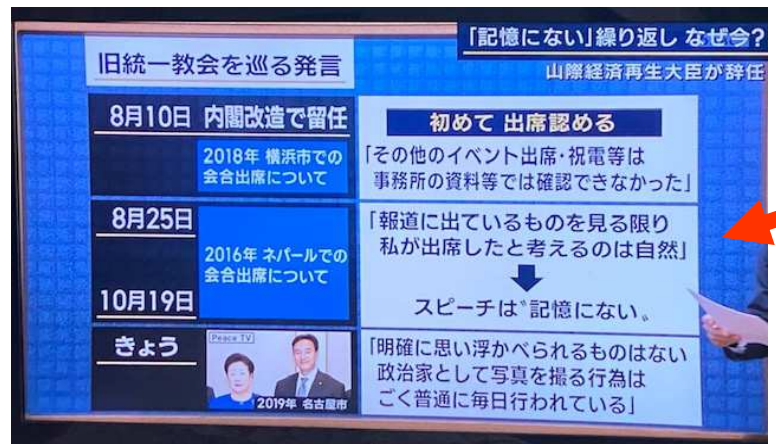 「記憶にない」繰り返し なぜ今?
山際経済再生大臣が辞任
旧統一教会を巡る発言
8月10日 内閣改造で留任
2018年 横浜市での
会合出席について
初めて 出席認める
「その他のイベント出席・祝電等は
事務所の資料等では確認できなかった」
8月25日
2016年 ネパールでの
会合出席について
10月19日
「報道に出ているものを見る限り
私が出席したと考えるのは自然」
スピーチは〝記憶にない〟
きょう
Peace TV
2019年 名古屋市
「明確に思い浮かべられるものはない
政治家として写真を撮る行為は
ごく普通に毎日行われている」